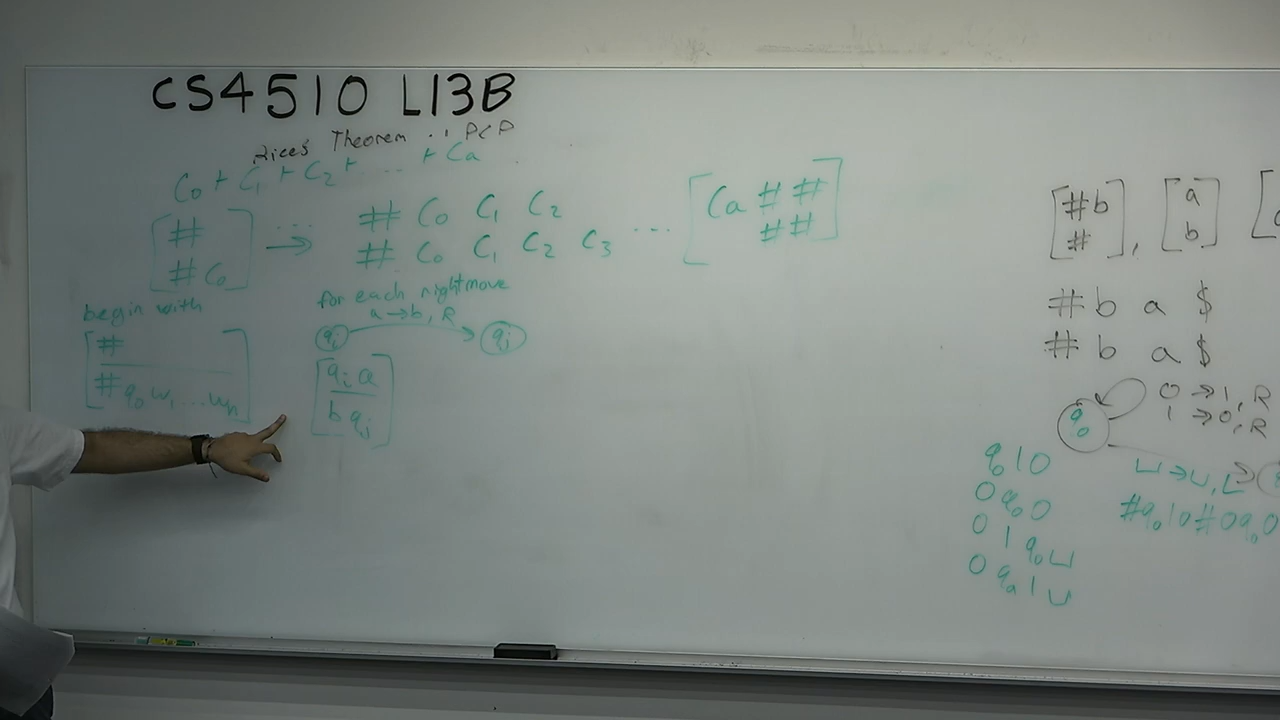 CS4510 L13B
Rice's Theorem ∴ PCP
C₀ + C₁ + C₂ + ... + Ca
[# / # C₀] ⇒ # C₀ C₁ C₂
# C₀ C₁ C₂ C₃ ... [Ca # # / # #]
begin with
[# / # q₀ w₁ ... wₙ]
for each right move
a → b, R
qᵢ qⱼ
[qᵢ a / b qⱼ]
[#b / #], [a / b],
# b a $
# b a $
q₀
0 → 1, R
1 → 0, R
⊔ → ⊔, L
q₀ 1 0
0 q₀ 0
0 1 q₀ ⊔
0 qₐ 1 ⊔
# q₀ 1 0 # 0 q₀ 0